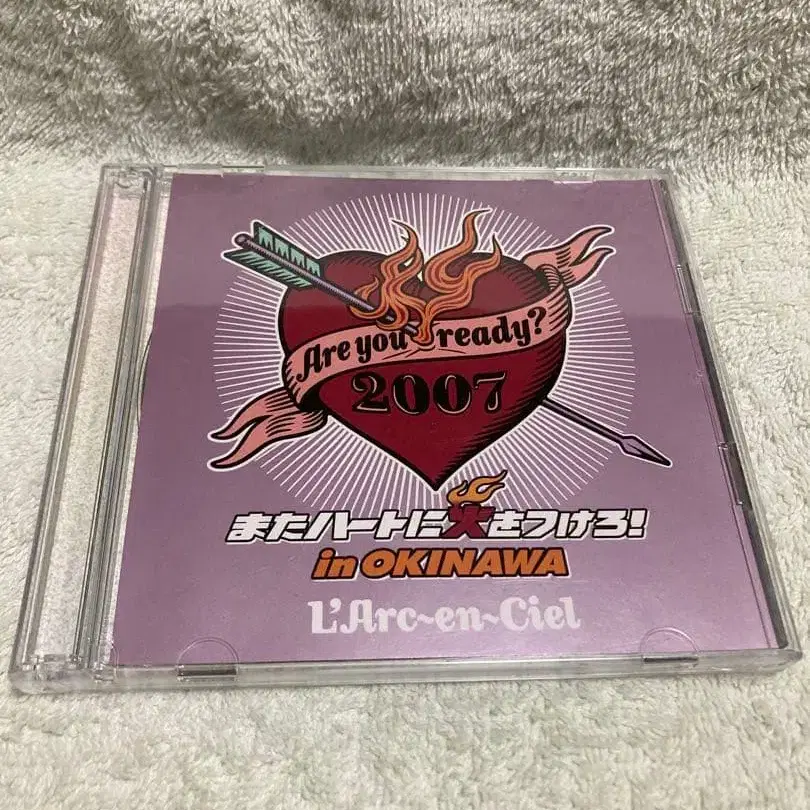 Are you ready?
2007
またハートに火をつけろ!
in OKINAWA
L'Arc~en~Ciel